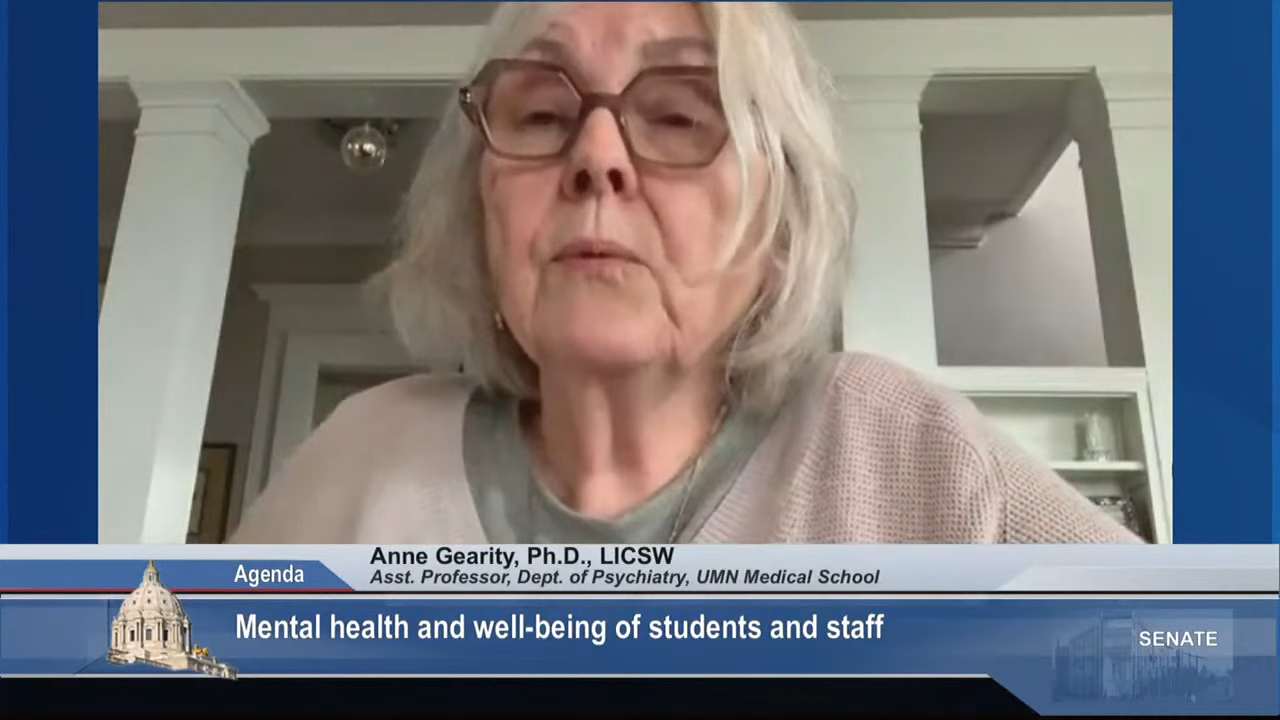 Anne Gearity, Ph.D., LICSW
Agenda
Asst. Professor, Dept. of Psychiatry, UMN Medical School
Mental health and well-being of students and staff
SENATE